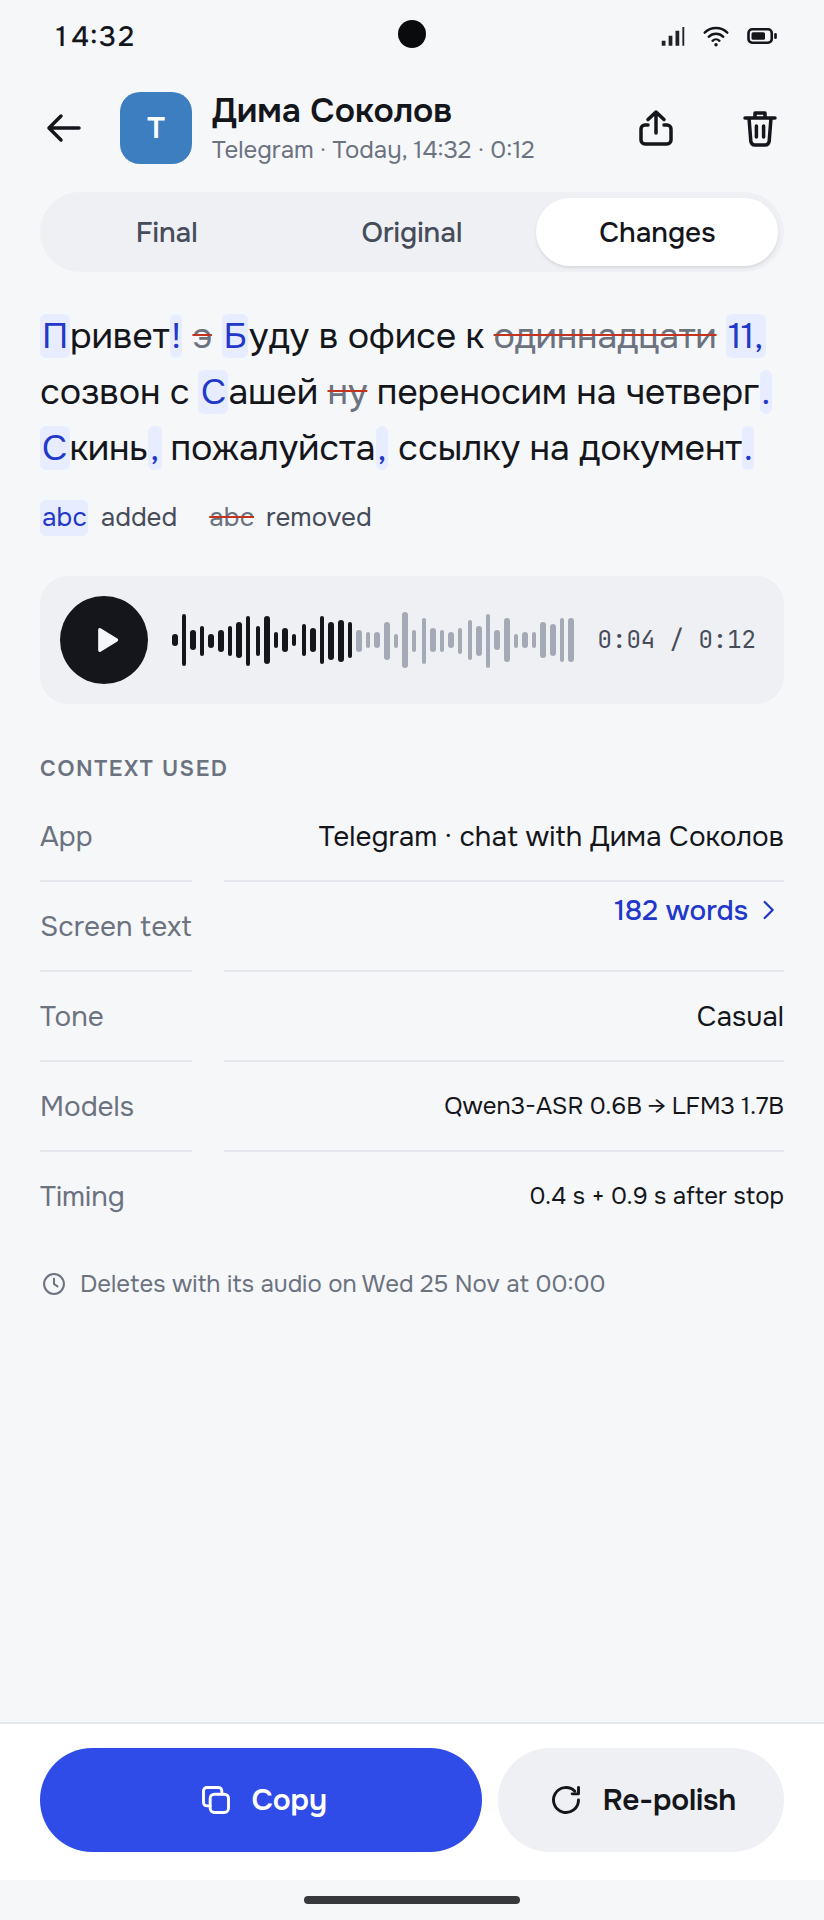 14:32
T
Дима Соколов
Telegram · Today, 14:32 · 0:12
Final
Original
Changes
Привет! э Буду в офисе к одиннадцати 11,
созвон с Сашей ну переносим на четверг.
Скинь, пожалуйста, ссылку на документ.
abc added abc removed
0:04 / 0:12
CONTEXT USED
App
Telegram · chat with Дима Соколов
Screen text
182 words
Tone
Casual
Models
Qwen3-ASR 0.6B → LFM3 1.7B
Timing
0.4 s + 0.9 s after stop
Deletes with its audio on Wed 25 Nov at 00:00
Copy
Re-polish